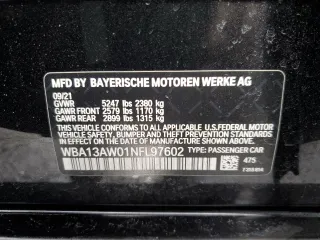 MFD BY BAYERISCHE MOTOREN WERKE AG
09/21
GVWR 5247 lbs 2380 kg
GAWR FRONT 2579 lbs 1170 kg
GAWR REAR 2899 lbs 1315 kg
THIS VEHICLE CONFORMS TO ALL APPLICABLE U.S. FEDERAL
MOTOR VEHICLE SAFETY, BUMPER, AND THEFT PREVENTION STANDARDS
IN EFFECT ON THE DATE OF MANUFACTURE SHOWN ABOVE.
WBA13AW01NFL97602 475
TYPE: PASSENGER CAR